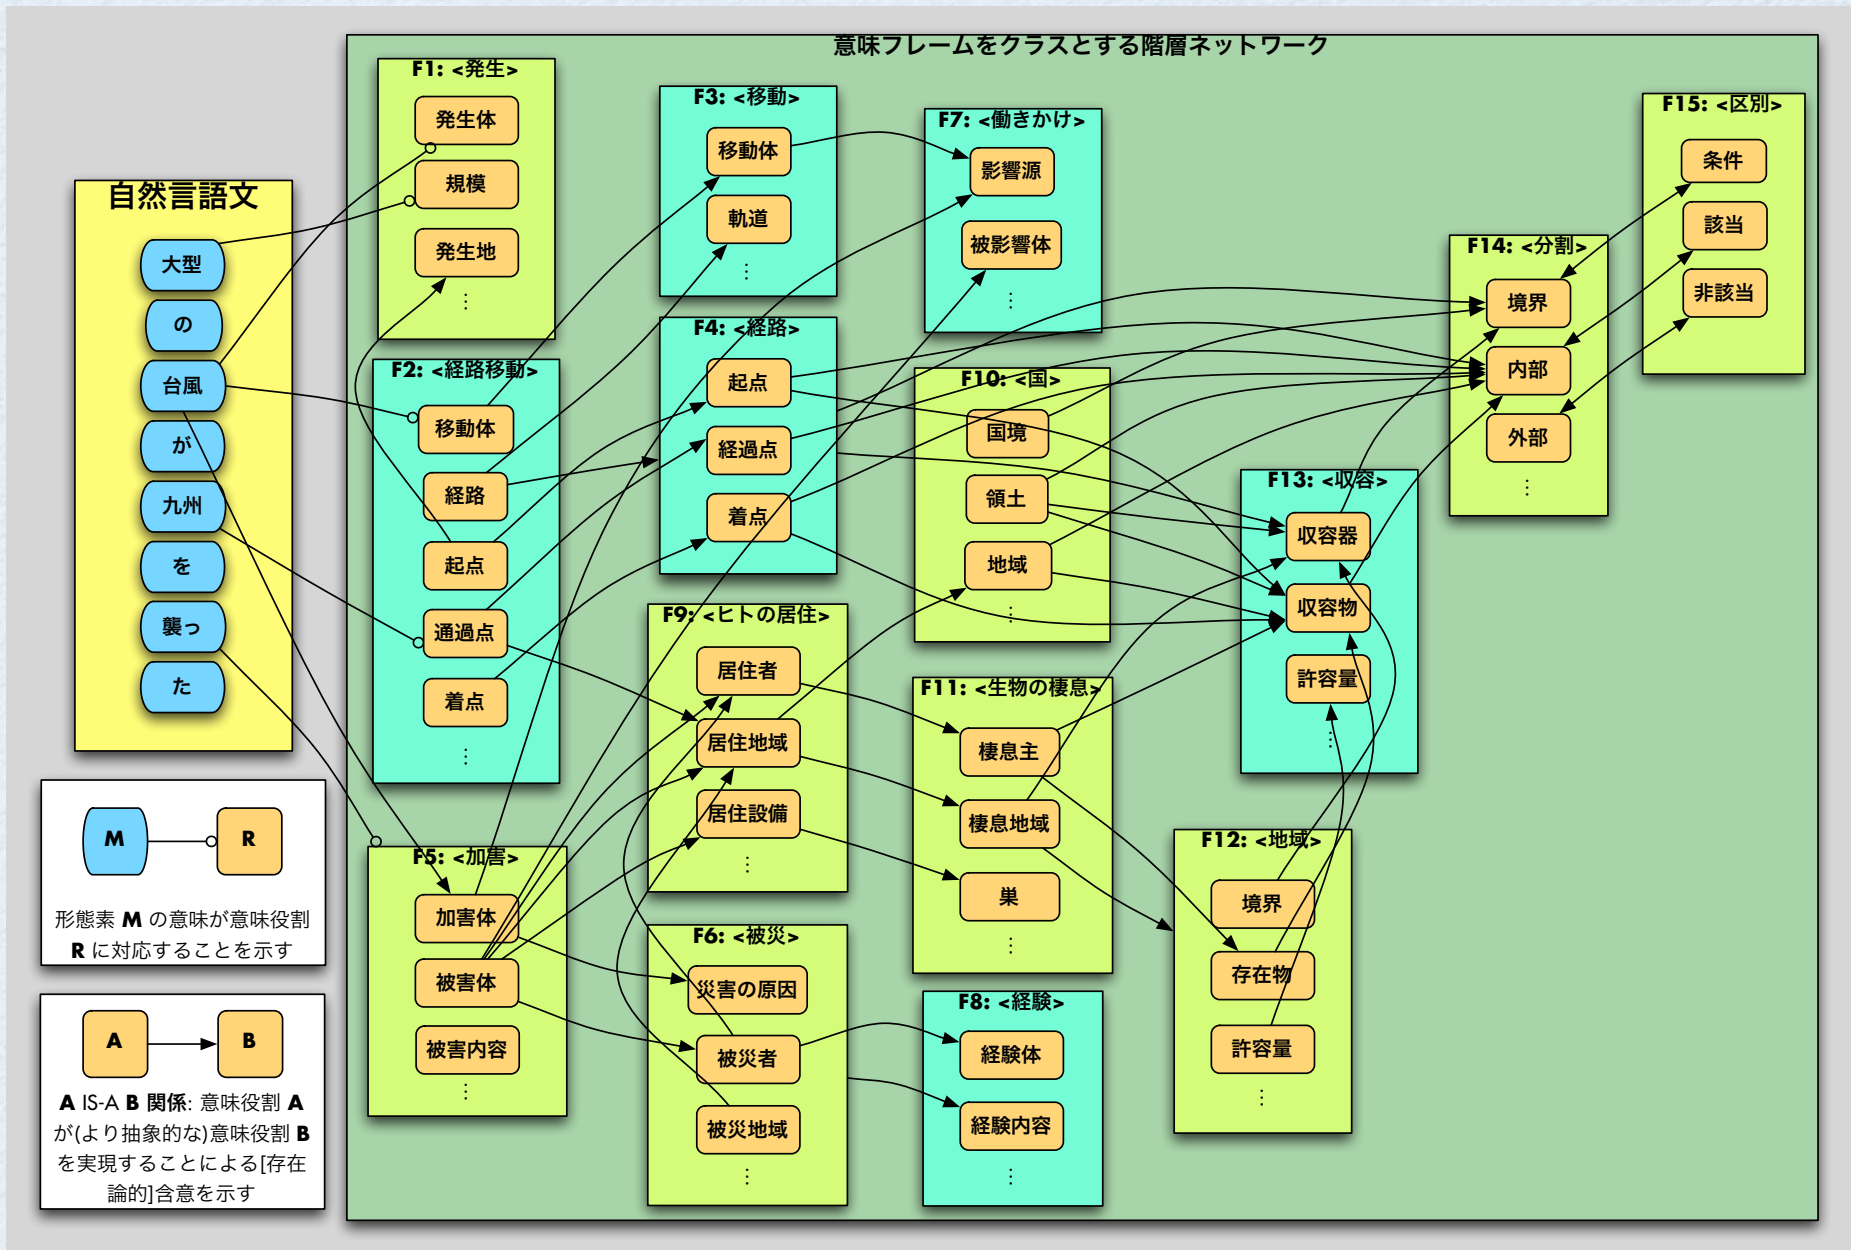 意味フレームをクラスとする階層ネットワーク
自然言語文
大型
の
台風
が
九州
を
襲っ
た
M
R
形態素 M の意味が意味役割
R に対応することを示す
A
B
A IS-A B 関係: 意味役割 A
が(より抽象的な)意味役割 B
を実現することによる[存在
論的]含意を示す
F1: <発生>
発生体
規模
発生地
⋮
F2: <経路移動>
移動体
経路
起点
通過点
着点
⋮
F5: <加害>
加害体
被害体
被害内容
⋮
F3: <移動>
移動体
軌道
⋮
F4: <経路>
起点
経過点
着点
F9: <ヒトの居住>
居住者
居住地域
居住設備
⋮
F6: <被災>
災害の原因
被災者
被災地域
⋮
F7: <働きかけ>
影響源
被影響体
⋮
F10: <国>
国境
領土
地域
⋮
F11: <生物の棲息>
棲息主
棲息地域
巣
⋮
F8: <経験>
経験体
経験内容
⋮
F13: <収容>
収容器
収容物
許容量
⋮
F12: <地域>
境界
存在物
許容量
⋮
F14: <分割>
境界
内部
外部
⋮
F15: <区別>
条件
該当
非該当